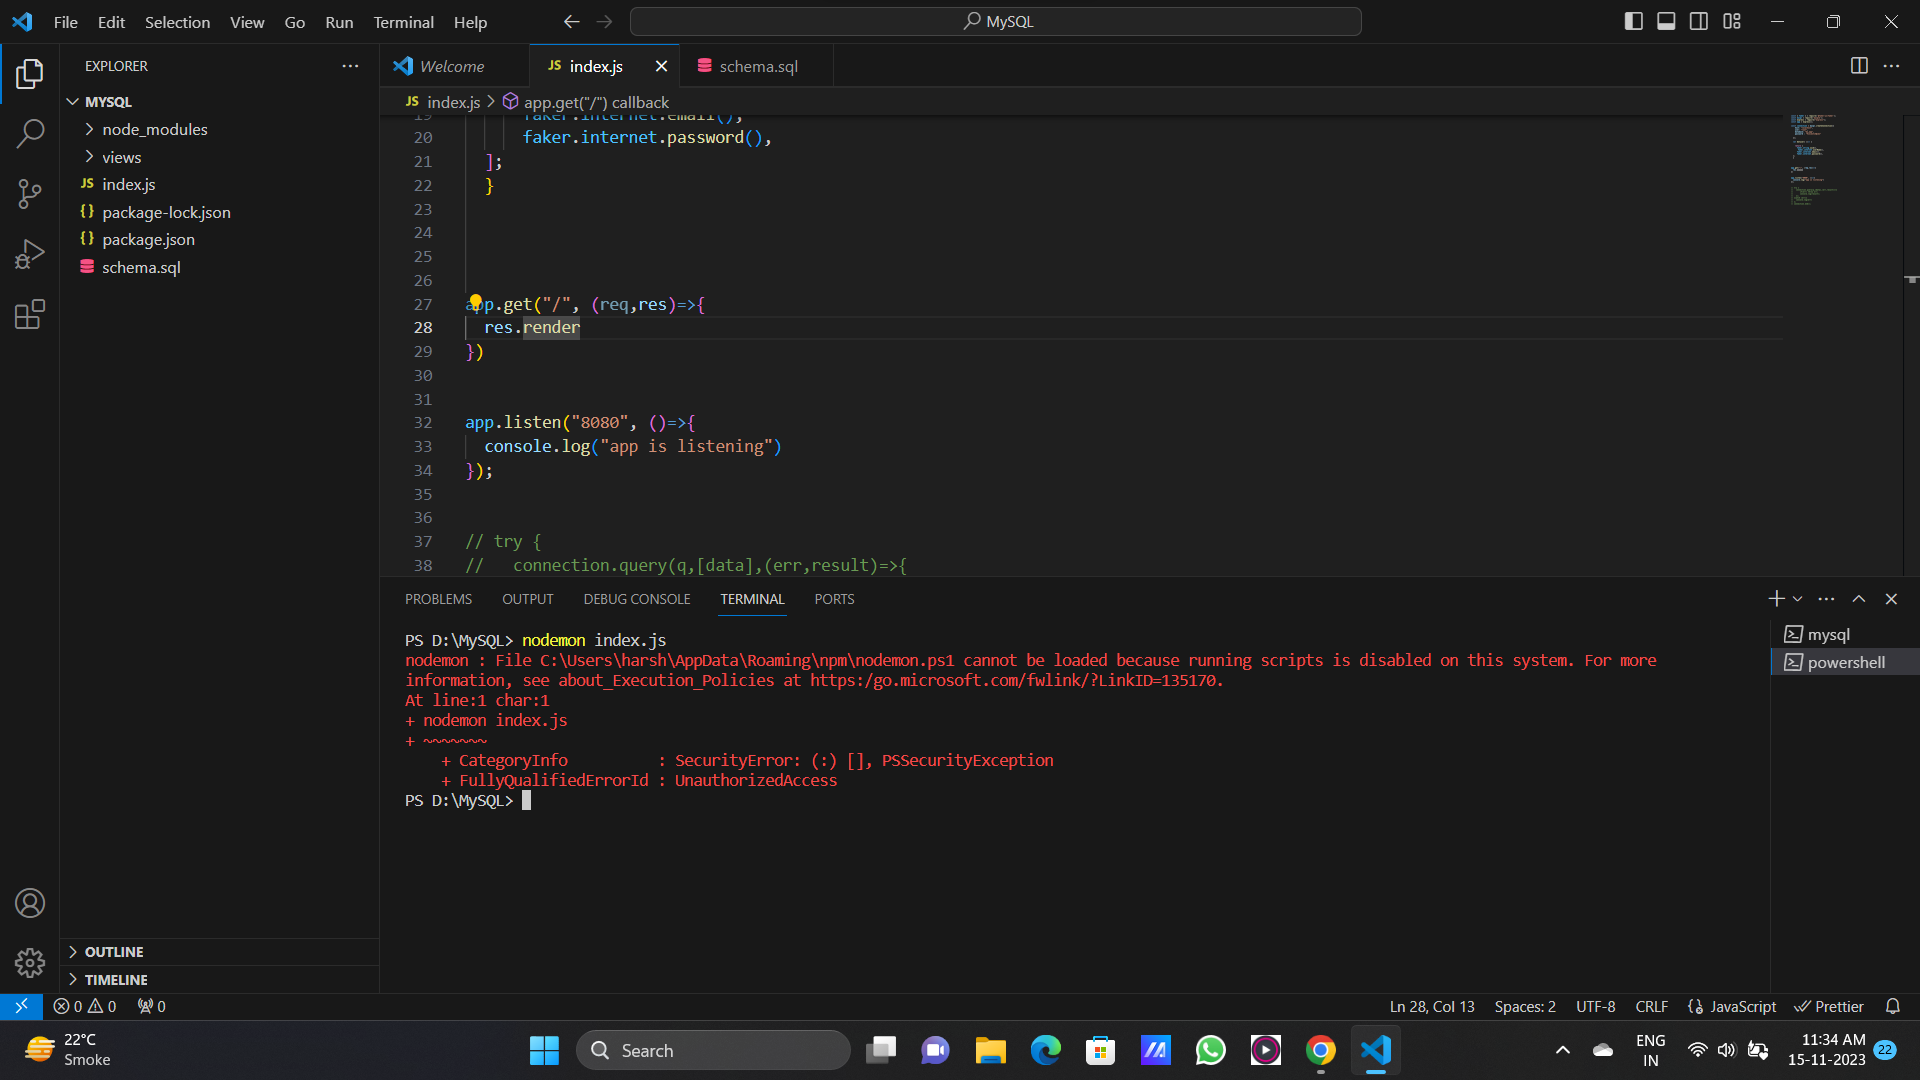 File Edit Selection View Go Run Terminal Help
MySQL
EXPLORER
MYSQL
node_modules
views
JS index.js
{} package-lock.json
{} package.json
schema.sql
OUTLINE
TIMELINE
Welcome
JS index.js
schema.sql
JS index.js > app.get("/") callback
19 faker.internet.email(),
20 faker.internet.password(),
21 ];
22 }
23
24
25
26
27 app.get("/", (req,res)=>{
28 res.render
29 })
30
31
32 app.listen("8080", ()=>{
33 console.log("app is listening")
34 });
35
36
37 // try {
38 // connection.query(q,[data],(err,result)=>{
PROBLEMS OUTPUT DEBUG CONSOLE TERMINAL PORTS
PS D:\MySQL> nodemon index.js
nodemon : File C:\Users\harsh\AppData\Roaming\npm\nodemon.ps1 cannot be loaded because running scripts is disabled on this system. For more
information, see about_Execution_Policies at https:/go.microsoft.com/fwlink/?LinkID=135170.
At line:1 char:1
+ nodemon index.js
+ ~~~~~~~
+ CategoryInfo : SecurityError: (:) [], PSSecurityException
+ FullyQualifiedErrorId : UnauthorizedAccess
PS D:\MySQL>
mysql
powershell
0 0 0
Ln 28, Col 13 Spaces: 2 UTF-8 CRLF {} JavaScript Prettier
22°C
Smoke
Search
ENG
IN
11:34 AM
15-11-2023
22